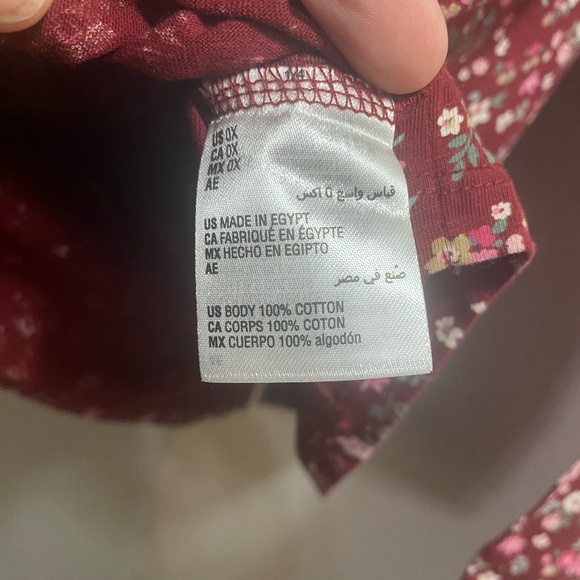 US 0X
CA 0X
MX 0X
AE
قياس واسع 0 اكس
US MADE IN EGYPT
CA FABRIQUÉ EN ÉGYPTE
MX HECHO EN EGIPTO
AE
صُنع في مصر
US BODY 100% COTTON
CA CORPS 100% COTON
MX CUERPO 100% algodón